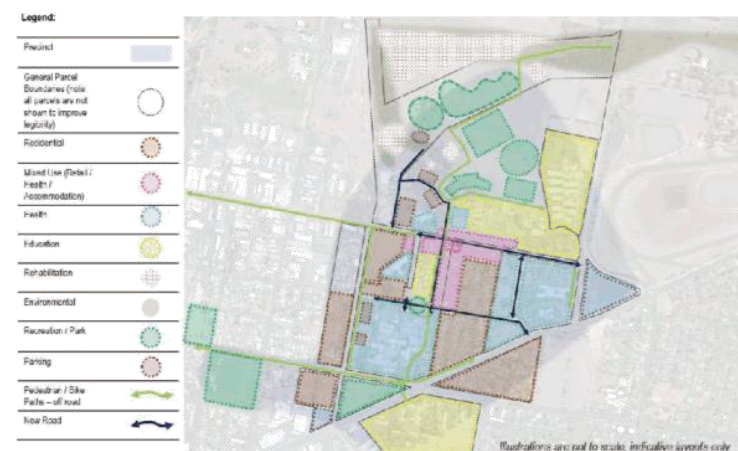 Legend:
Precinct
General Parcel
Boundaries (note
all parcels are not
shown to improve
legibility)
Residential
Mixed Use (Retail /
Health /
Accommodation)
Health
Education
Rehabilitation
Environmental
Recreation / Park
Parking
Pedestrian / Bike
Paths – off road
New Road
Illustrations are not to scale, indicative layouts only